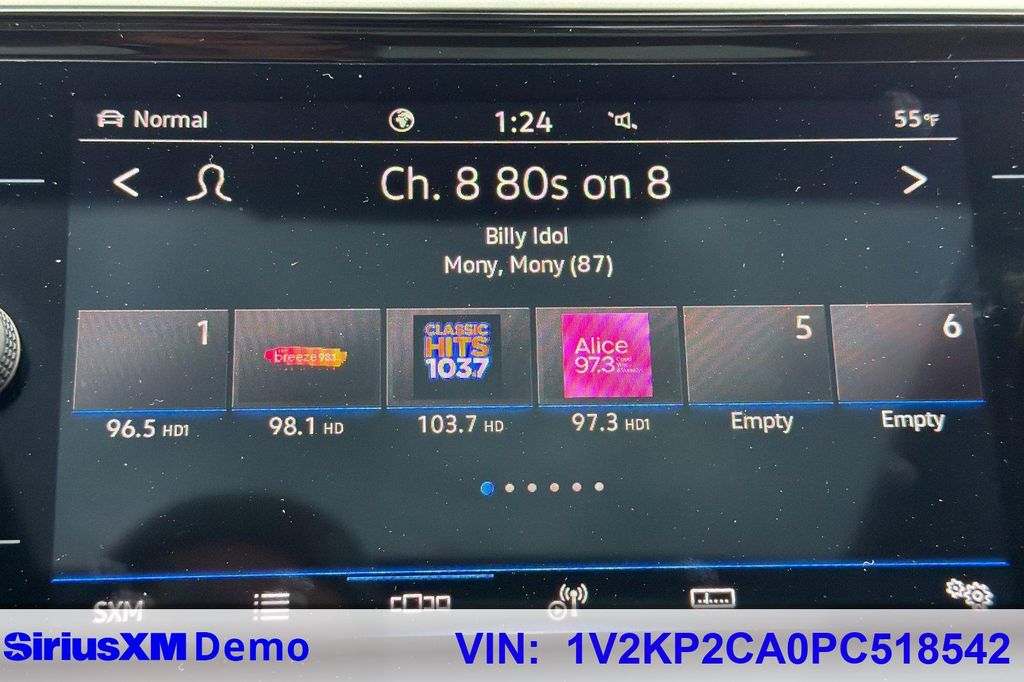 Normal 1:24 55°F
Ch. 8 80s on 8
Billy Idol
Mony, Mony (87)
1 breeze 98.1 CLASSIC HITS 103.7 Alice 97.3 5 6
96.5 HD1 98.1 HD 103.7 HD 97.3 HD1 Empty Empty
SXM
SiriusXM Demo VIN: 1V2KP2CA0PC518542